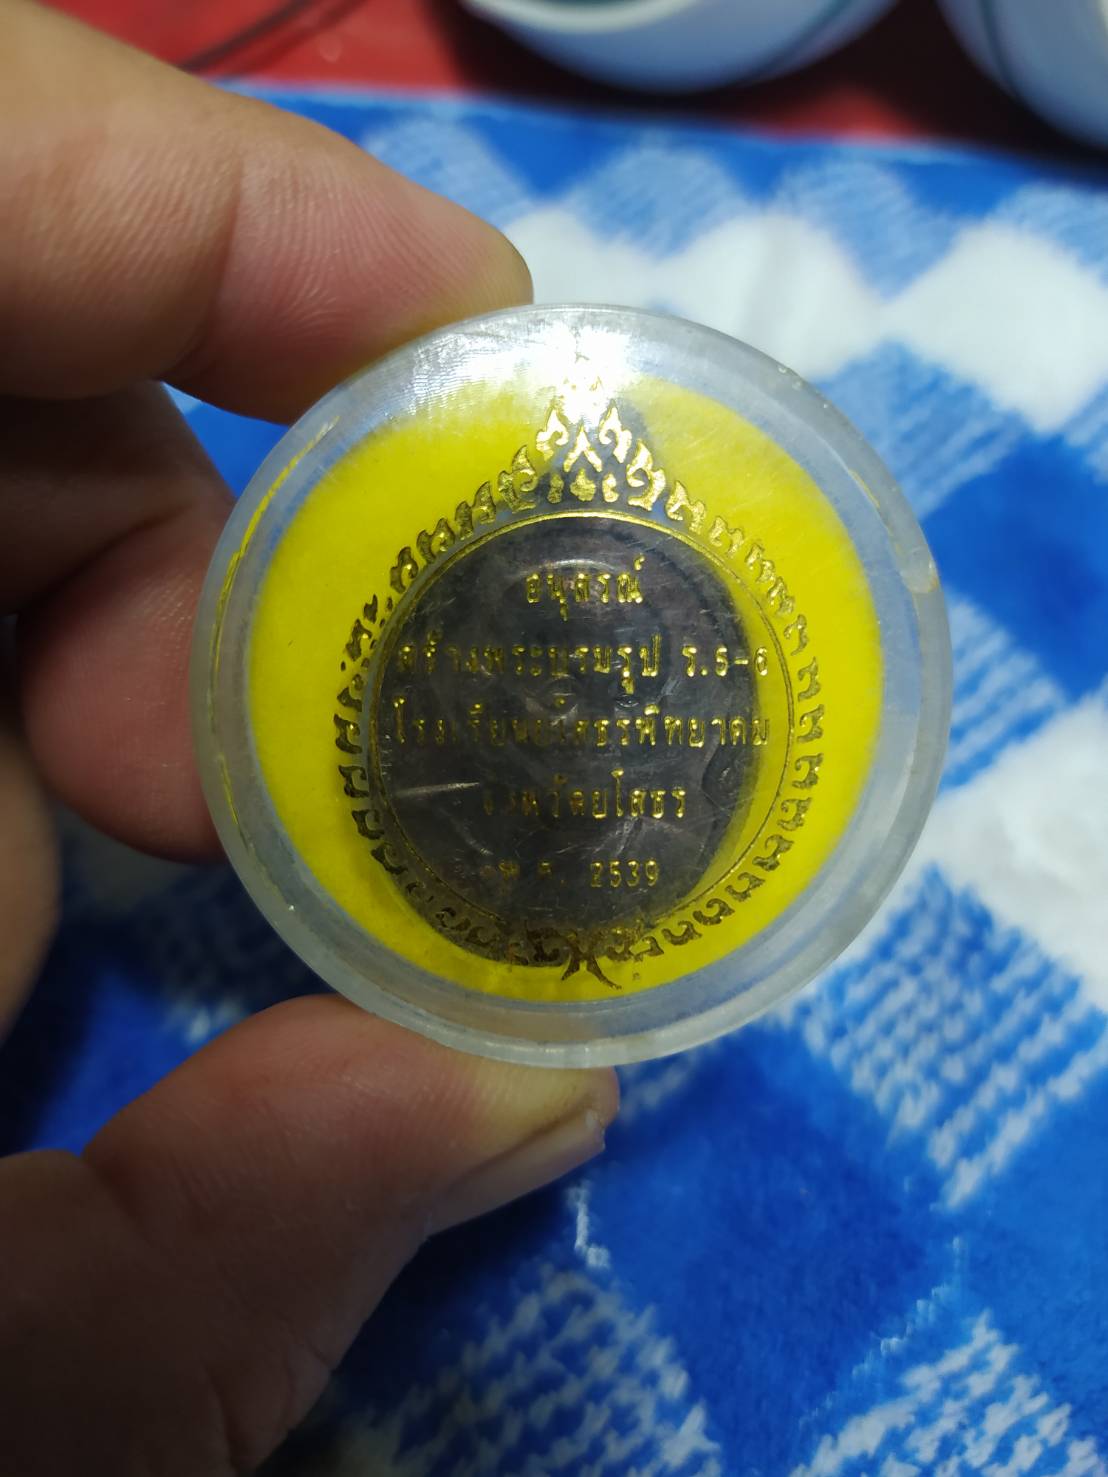 อนุสรณ์
สร้างพระบรมรูป ร.5-6
โรงเรียนยโสธรพิทยาคม
จังหวัดยโสธร
พ.ศ. 2539